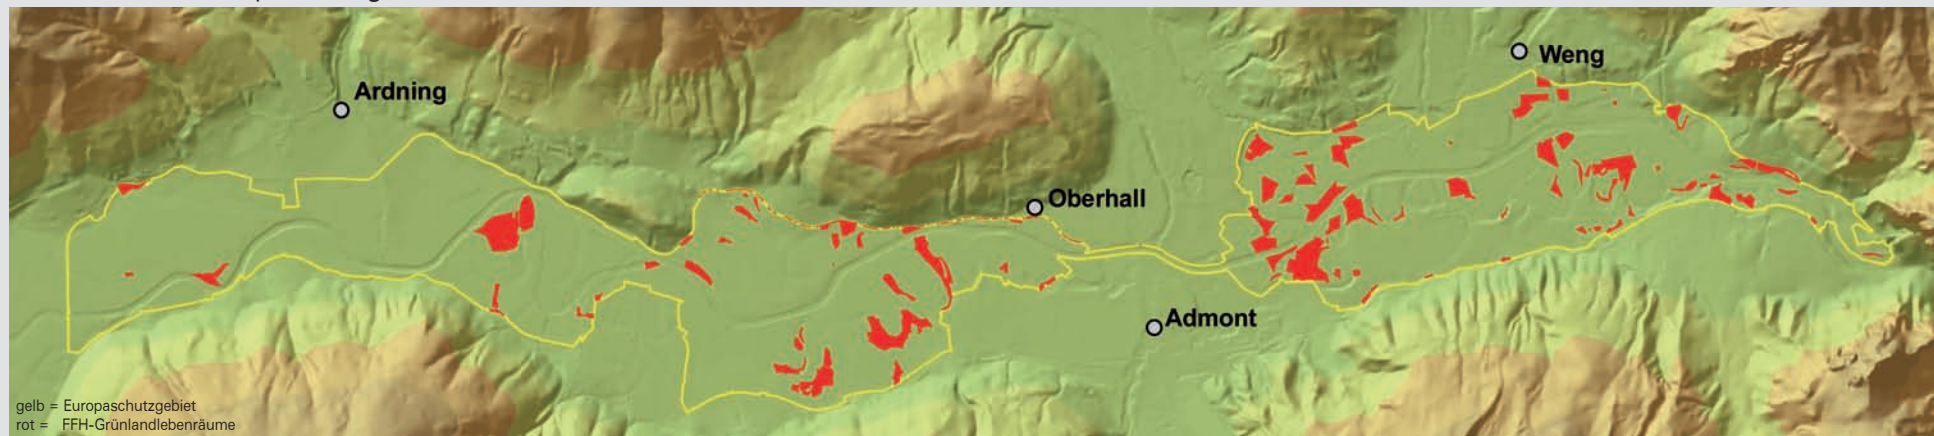 Ardning
Weng
Oberhall
Admont
gelb = Europaschutzgebiet
rot = FFH-Grünlandlebenräume